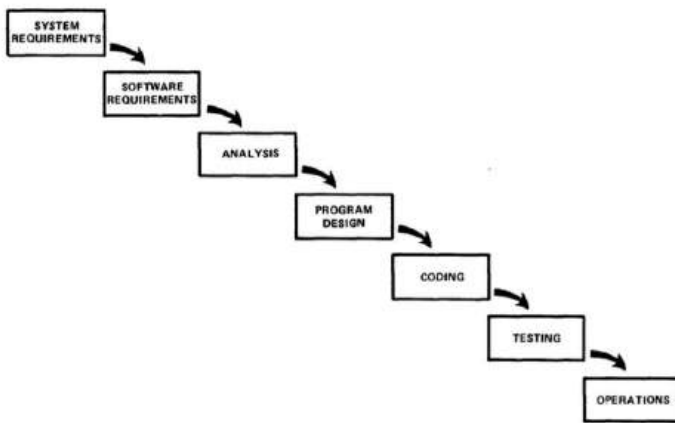 SYSTEM
REQUIREMENTS
SOFTWARE
REQUIREMENTS
ANALYSIS
PROGRAM
DESIGN
CODING
TESTING
OPERATIONS